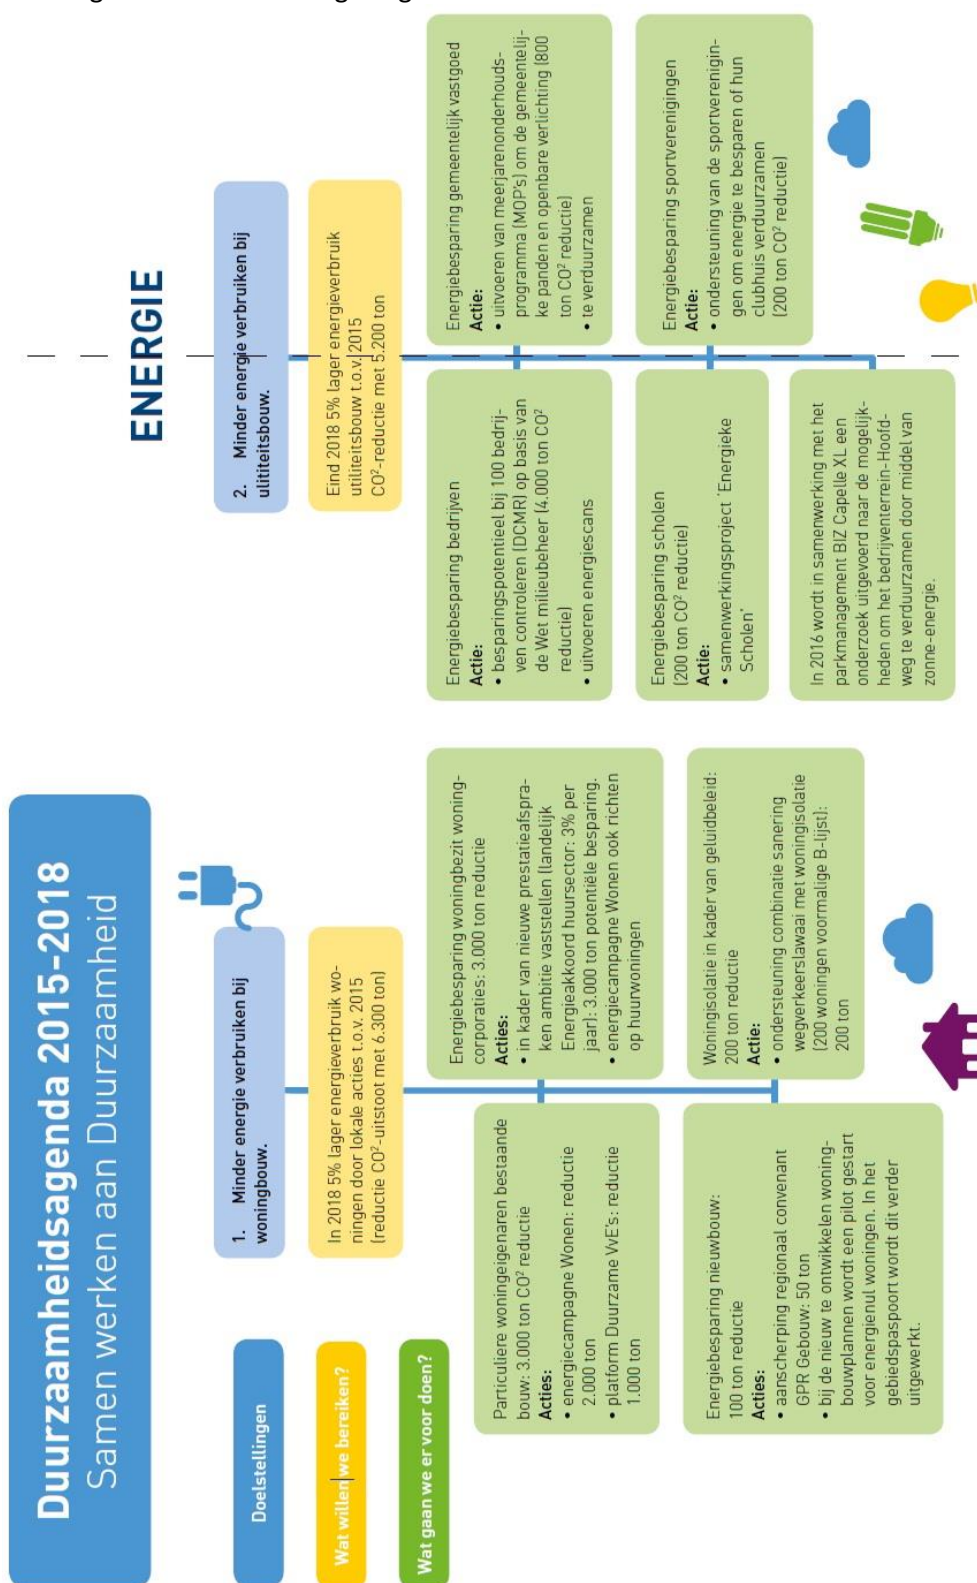 Duurzaamheidsagenda 2015-2018
Samen werken aan Duurzaamheid
Doelstellingen
Wat willen we bereiken?
Wat gaan we er voor doen?
1. Minder energie verbruiken bij
woningbouw.
In 2018 5% lager energieverbruik wo-
ningen door lokale acties t.o.v. 2015
(reductie CO²-uitstoot met 6.300 ton)
Particuliere woningeigenaren bestaande
bouw: 3.000 ton CO² reductie
Acties:
• energiecampagne Wonen: reductie
2.000 ton
• platform Duurzame VvE's: reductie
1.000 ton
Energiebesparing woningbezit woning-
corporaties: 3.000 ton reductie
Acties:
• in kader van nieuwe prestatieafspra-
ken ambitie vaststellen (landelijk
Energieakkoord huursector: 3% per
jaar): 3.000 ton potentiële besparing.
• energiecampagne Wonen ook richten
op huurwoningen
Energiebesparing nieuwbouw:
100 ton reductie
Acties:
• aanscherping regionaal convenant
GPR Gebouw: 50 ton
• bij de nieuw te ontwikkelen woning-
bouwplannen wordt een pilot gestart
voor energienul woningen. In het
gebiedspaspoort wordt dit verder
uitgewerkt.
Woningisolatie in kader van geluidbeleid:
200 ton reductie
Actie:
• ondersteuning combinatie sanering
wegverkeerslawaai met woningisolatie
(200 woningen voormalige B-lijst):
200 ton
ENERGIE
2. Minder energie verbruiken bij
ulititeitsbouw.
Eind 2018 5% lager energieverbruik
utiliteitsbouw t.o.v. 2015
CO²-reductie met 5.200 ton
Energiebesparing bedrijven
Actie:
• besparingspotentieel bij 100 bedrij-
ven controleren (DCMR) op basis van
de Wet milieubeheer (4.000 ton CO²
reductie)
• uitvoeren energiescans
Energiebesparing gemeentelijk vastgoed
Actie:
• uitvoeren van meerjarenonderhouds-
programma (MOP's) om de gemeentelij-
ke panden en openbare verlichting (800
ton CO² reductie)
• te verduurzamen
Energiebesparing scholen
(200 ton CO² reductie)
Actie:
• samenwerkingsproject 'Energieke
Scholen'
Energiebesparing sportverenigingen
Actie:
• ondersteuning van de sportverenigin-
gen om energie te besparen of hun
clubhuis verduurzamen
(200 ton CO² reductie)
In 2016 wordt in samenwerking met het
parkmanagement BIZ Capelle XL een
onderzoek uitgevoerd naar de mogelijk-
heden om het bedrijventerrein-Hoofd-
weg te verduurzamen door middel van
zonne-energie.